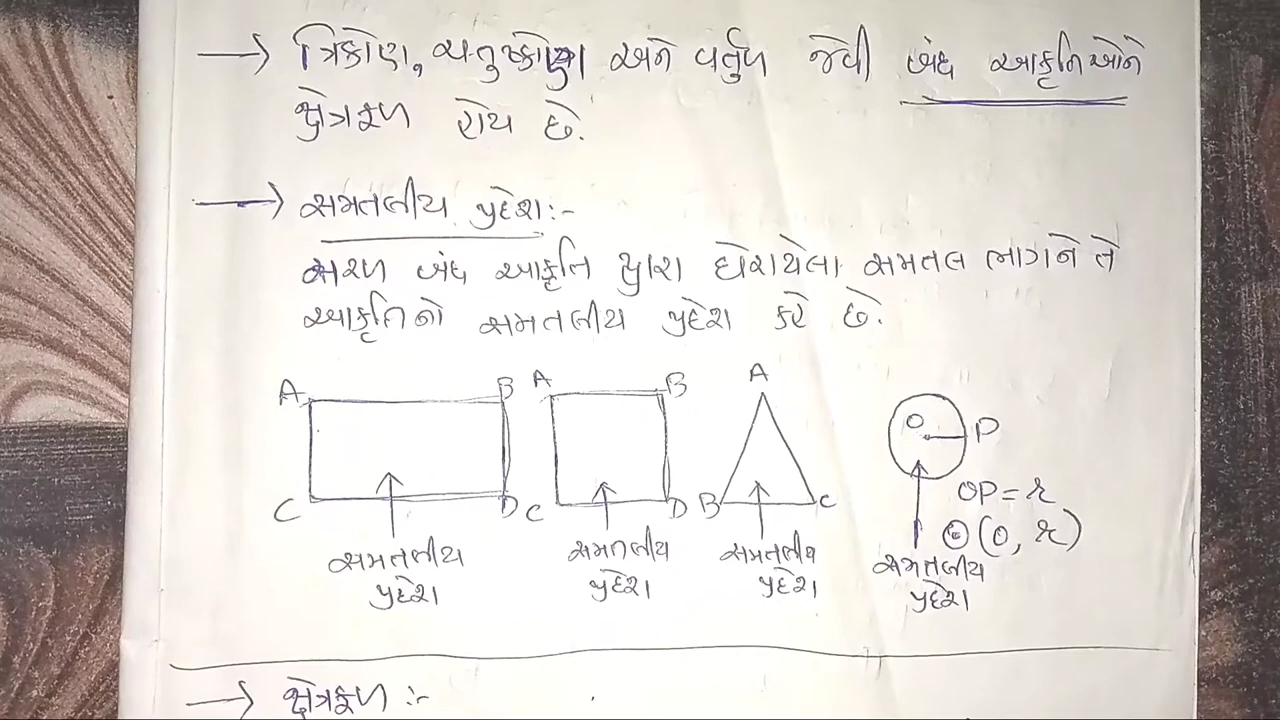 → ત્રિકોણ, ચતુષ્કોણ અને વર્તુળ જેવી બંધ આકૃતિઓને
ક્ષેત્રફળ હોય છે.
→ સમતલીય પ્રદેશ:-
સરળ બંધ આકૃતિ દ્વારા ઘેરાયેલા સમતલ ભાગને તે
આકૃતિનો સમતલીય પ્રદેશ કહે છે.
A B A B A
O P
C D C D B C
OP = r
⊙(O, r)
સમતલીય સમતલીય સમતલીય સમતલીય
પ્રદેશ પ્રદેશ પ્રદેશ પ્રદેશ
→ ક્ષેત્રફળ :-